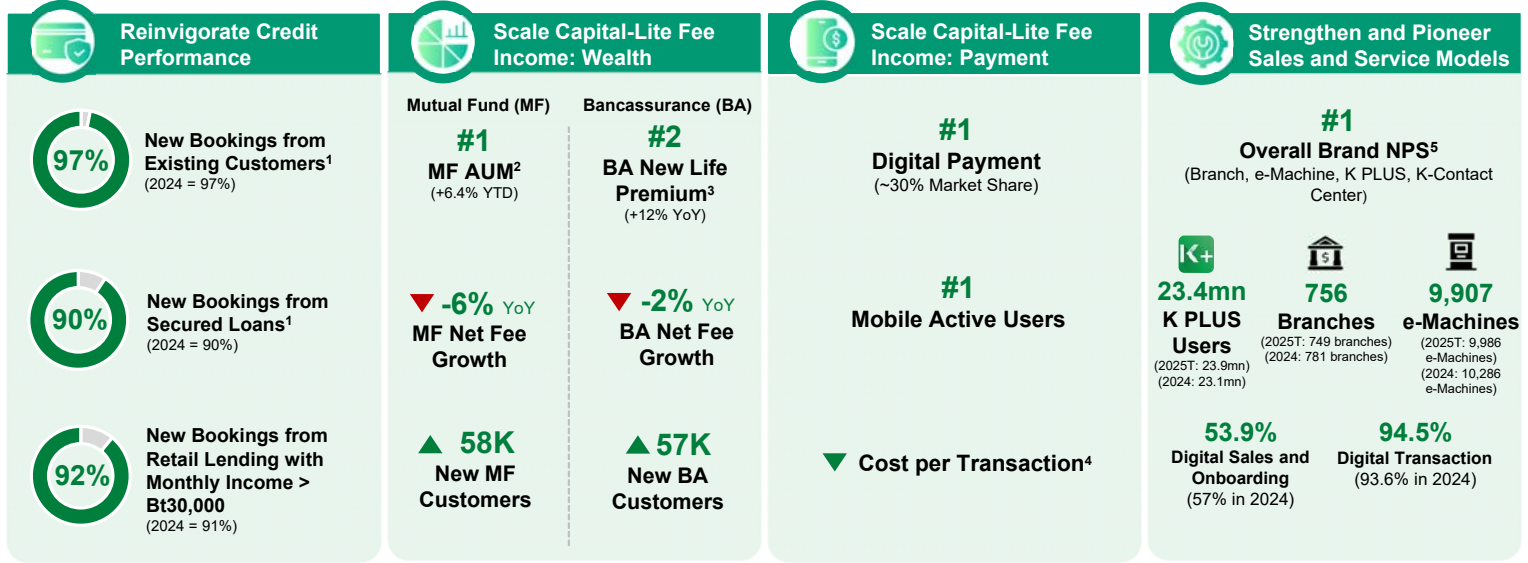 Reinvigorate Credit
Performance
97%
New Bookings from
Existing Customers¹
(2024 = 97%)
90%
New Bookings from
Secured Loans¹
(2024 = 90%)
92%
New Bookings from
Retail Lending with
Monthly Income >
Bt30,000
(2024 = 91%)
Scale Capital-Lite Fee
Income: Wealth
Mutual Fund (MF)
#1
MF AUM²
(+6.4% YTD)
-6% YoY
MF Net Fee
Growth
58K
New MF
Customers
Bancassurance (BA)
#2
BA New Life
Premium³
(+12% YoY)
-2% YoY
BA Net Fee
Growth
57K
New BA
Customers
Scale Capital-Lite Fee
Income: Payment
#1
Digital Payment
(~30% Market Share)
#1
Mobile Active Users
Cost per Transaction⁴
Strengthen and Pioneer
Sales and Service Models
#1
Overall Brand NPS⁵
(Branch, e-Machine, K PLUS, K-Contact
Center)
K+
23.4mn
K PLUS
Users
(2025T: 23.9mn)
(2024: 23.1mn)
756
Branches
(2025T: 749 branches)
(2024: 781 branches)
9,907
e-Machines
(2025T: 9,986
e-Machines)
(2024: 10,286
e-Machines)
53.9%
Digital Sales and
Onboarding
(57% in 2024)
94.5%
Digital Transaction
(93.6% in 2024)